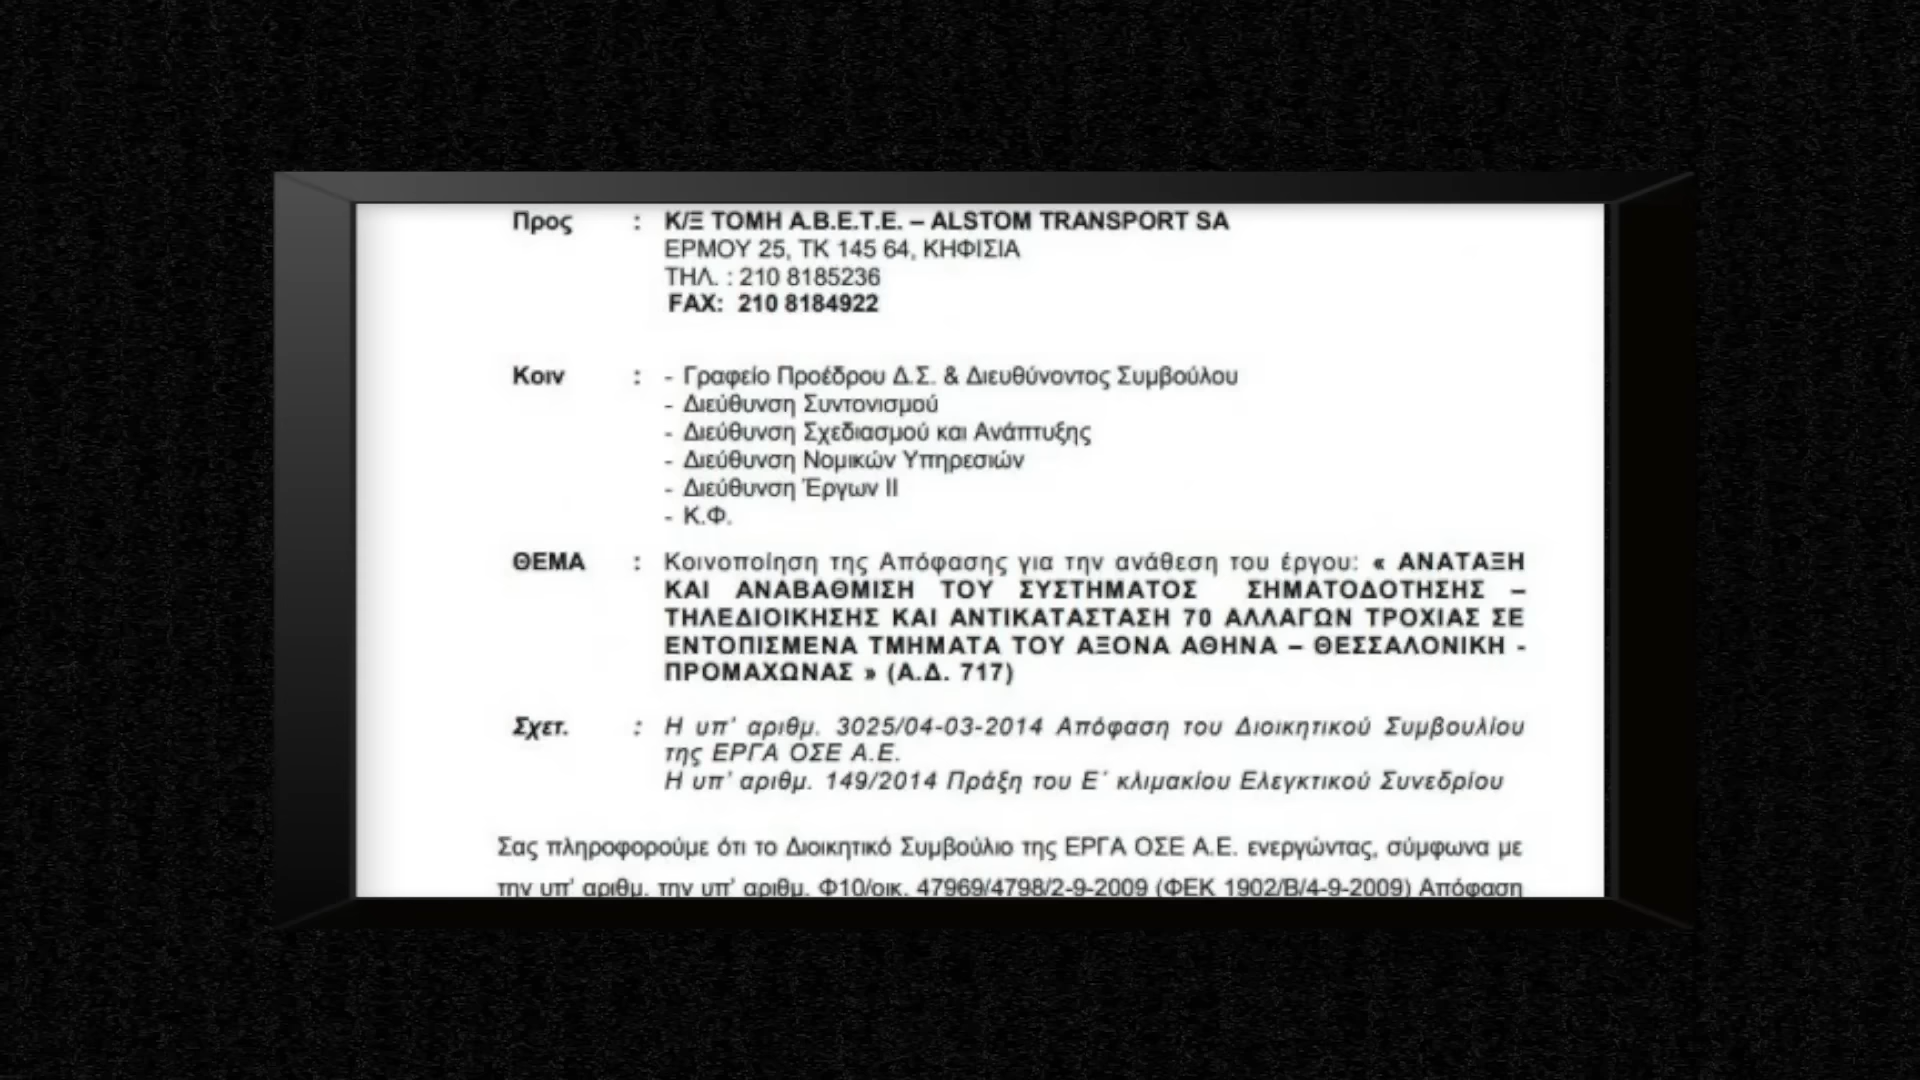 Προς : Κ/Ξ ΤΟΜΗ Α.Β.Ε.Τ.Ε. – ALSTOM TRANSPORT SA
ΕΡΜΟΥ 25, ΤΚ 145 64, ΚΗΦΙΣΙΑ
ΤΗΛ. : 210 8185236
FAX: 210 8184922
Κοιν : - Γραφείο Προέδρου Δ.Σ. & Διευθύνοντος Συμβούλου
- Διεύθυνση Συντονισμού
- Διεύθυνση Σχεδιασμού και Ανάπτυξης
- Διεύθυνση Νομικών Υπηρεσιών
- Διεύθυνση Έργων ΙΙ
- Κ.Φ.
ΘΕΜΑ : Κοινοποίηση της Απόφασης για την ανάθεση του έργου: « ΑΝΑΤΑΞΗ
ΚΑΙ ΑΝΑΒΑΘΜΙΣΗ ΤΟΥ ΣΥΣΤΗΜΑΤΟΣ ΣΗΜΑΤΟΔΟΤΗΣΗΣ –
ΤΗΛΕΔΙΟΙΚΗΣΗΣ ΚΑΙ ΑΝΤΙΚΑΤΑΣΤΑΣΗ 70 ΑΛΛΑΓΩΝ ΤΡΟΧΙΑΣ ΣΕ
ΕΝΤΟΠΙΣΜΕΝΑ ΤΜΗΜΑΤΑ ΤΟΥ ΑΞΟΝΑ ΑΘΗΝΑ – ΘΕΣΣΑΛΟΝΙΚΗ -
ΠΡΟΜΑΧΩΝΑΣ » (Α.Δ. 717)
Σχετ. : Η υπ’ αριθμ. 3025/04-03-2014 Απόφαση του Διοικητικού Συμβουλίου
της ΕΡΓΑ ΟΣΕ Α.Ε.
Η υπ’ αριθμ. 149/2014 Πράξη του Ε΄ κλιμακίου Ελεγκτικού Συνεδρίου
Σας πληροφορούμε ότι το Διοικητικό Συμβούλιο της ΕΡΓΑ ΟΣΕ Α.Ε. ενεργώντας, σύμφωνα με
την υπ’ αριθμ. την υπ’ αριθμ. Φ10/οικ. 47969/4798/2-9-2009 (ΦΕΚ 1902/Β/4-9-2009) Απόφαση